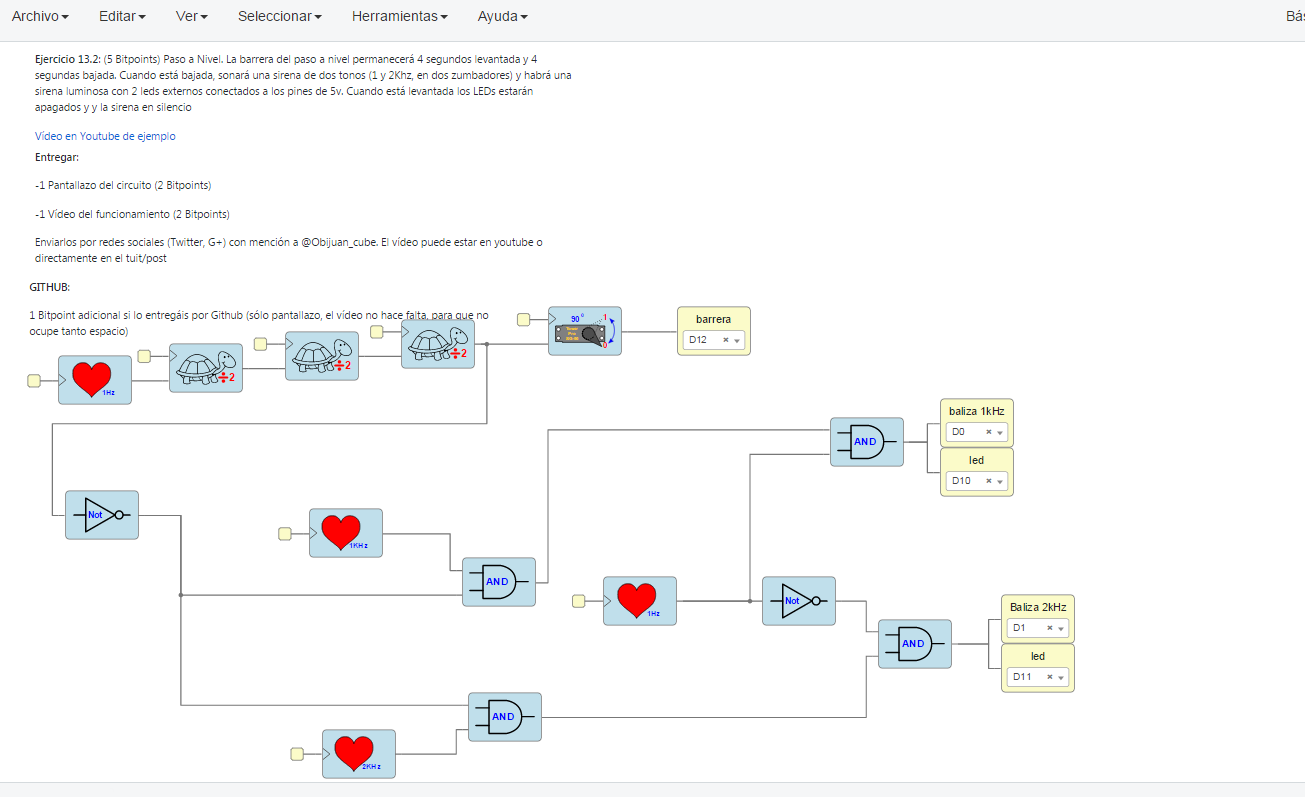 Archivo Editar Ver Seleccionar Herramientas Ayuda Bás
Ejercicio 13.2: (5 Bitpoints) Paso a Nivel. La barrera del paso a nivel permanecerá 4 segundos levantada y 4
segundas bajada. Cuando está bajada, sonará una sirena de dos tonos (1 y 2Khz, en dos zumbadores) y habrá una
sirena luminosa con 2 leds externos conectados a los pines de 5v. Cuando está levantada los LEDs estarán
apagados y y la sirena en silencio
Vídeo en Youtube de ejemplo
Entregar:
-1 Pantallazo del circuito (2 Bitpoints)
-1 Vídeo del funcionamiento (2 Bitpoints)
Enviarlos por redes sociales (Twitter, G+) con mención a @Obijuan_cube. El vídeo puede estar en youtube o
directamente en el tuit/post
GITHUB:
1 Bitpoint adicional si lo entregáis por Github (sólo pantallazo, el vídeo no hace falta, para que no
ocupe tanto espacio)
1Hz
÷2
÷2
÷2
90º 1
0
barrera
D12
Not
1KHz
AND
1Hz
AND
baliza 1kHz
D0
led
D10
Not
AND
Baliza 2kHz
D1
led
D11
AND
2KHz